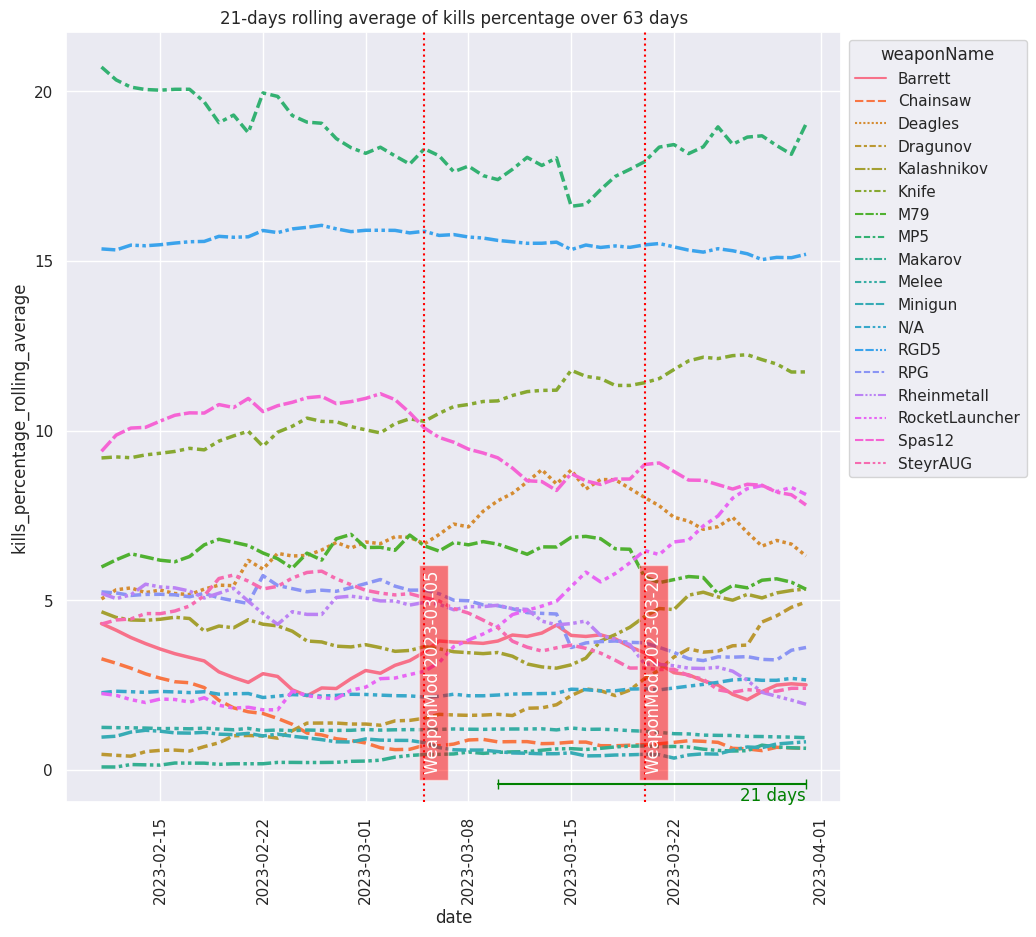 21-days rolling average of kills percentage over 63 days
kills_percentage_rolling_average
20
15
10
5
0
WeaponMod 2023-03-05
WeaponMod 2023-03-20
21 days
2023-02-15
2023-02-22
2023-03-01
2023-03-08
2023-03-15
2023-03-22
2023-04-01
date
weaponName
Barrett
Chainsaw
Deagles
Dragunov
Kalashnikov
Knife
M79
MP5
Makarov
Melee
Minigun
N/A
RGD5
RPG
Rheinmetall
RocketLauncher
Spas12
SteyrAUG